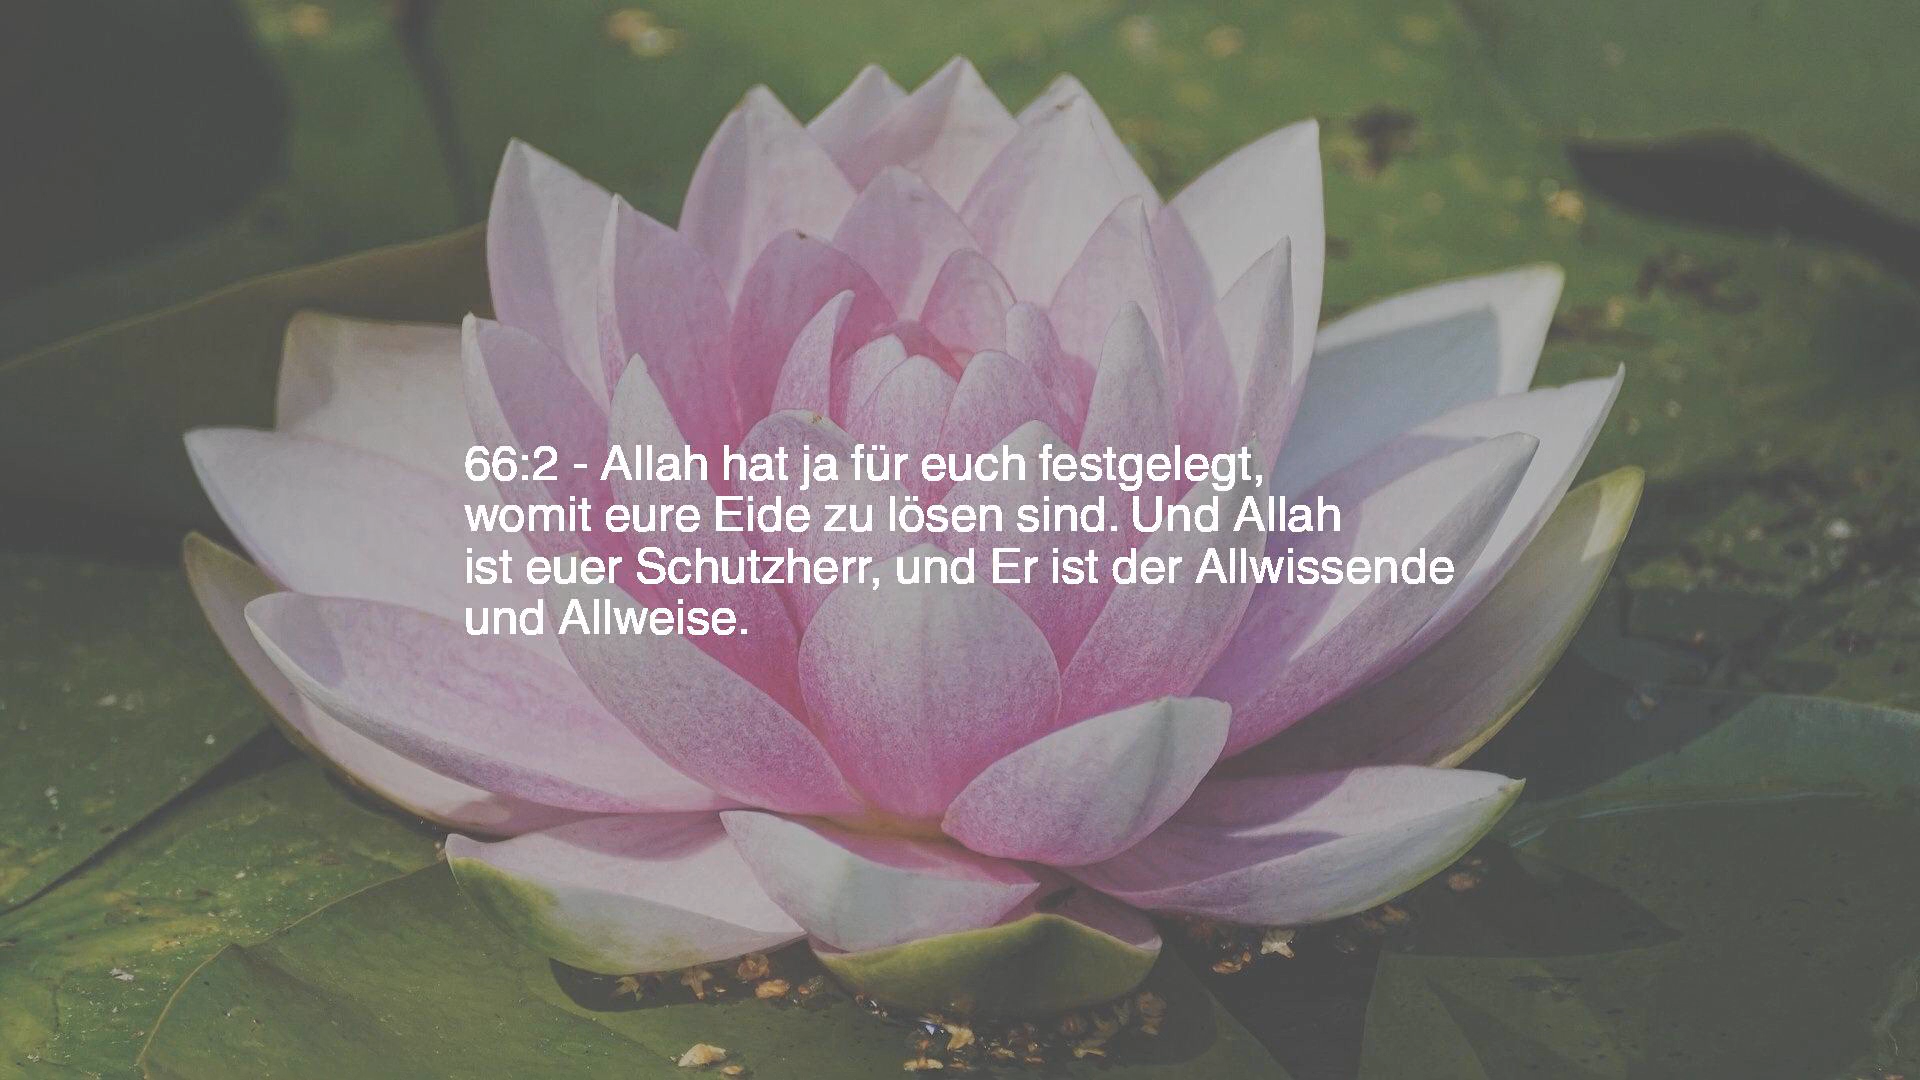 66:2 - Allah hat ja für euch festgelegt,
womit eure Eide zu lösen sind. Und Allah
ist euer Schutzherr, und Er ist der Allwissende
und Allweise.